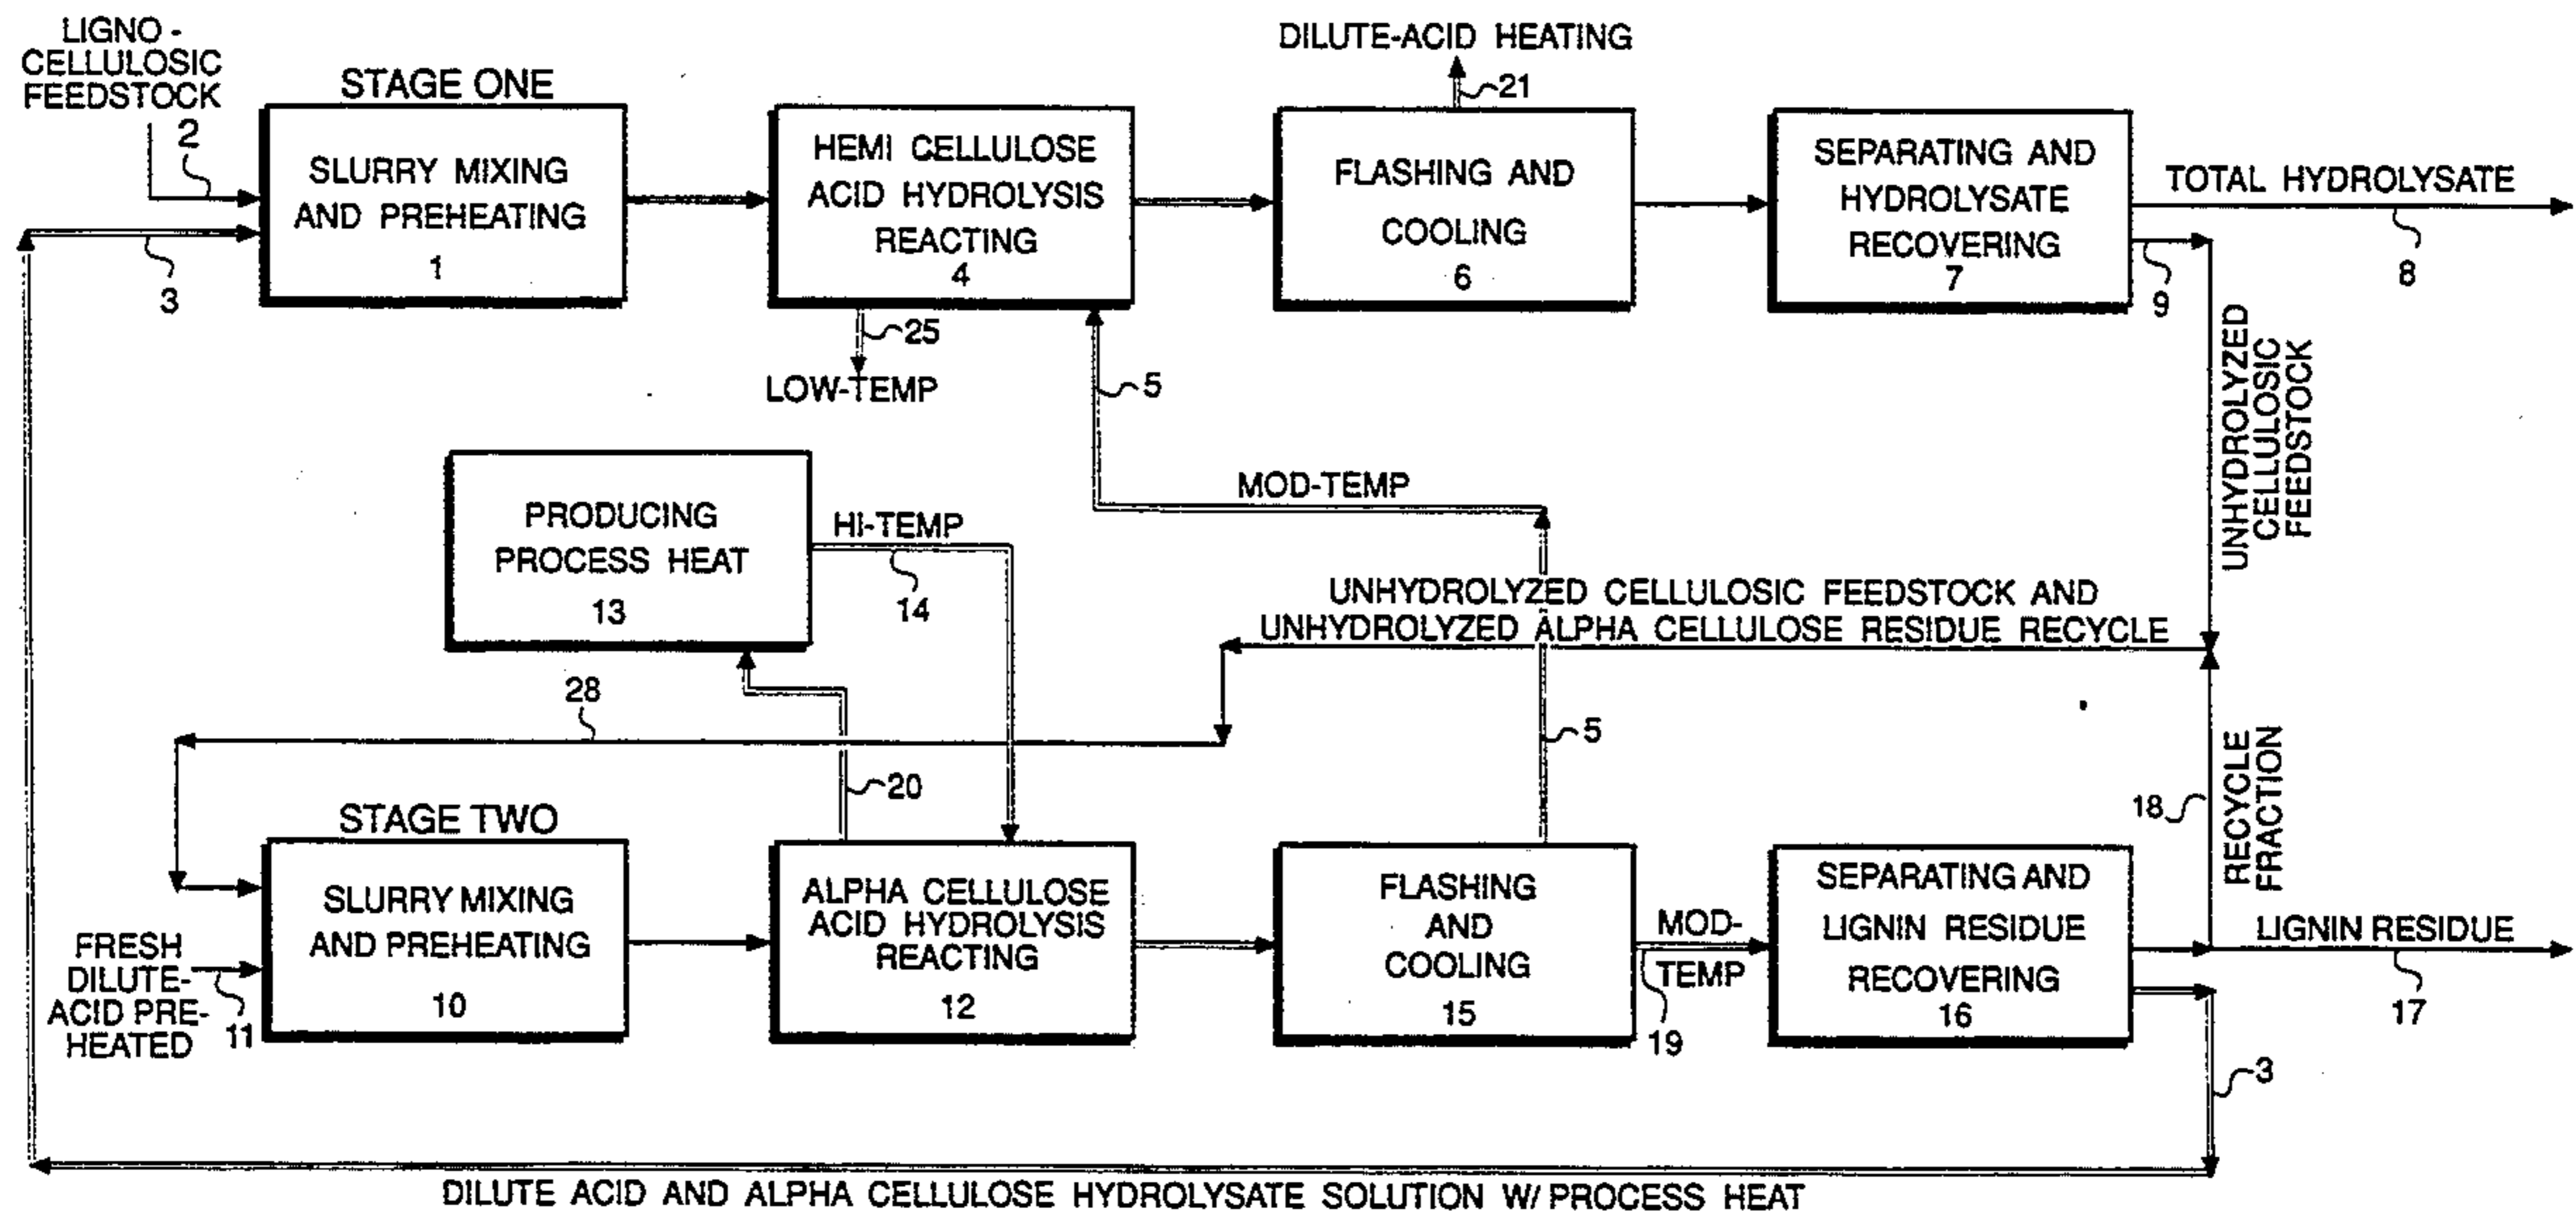 LIGNO-
CELLULOSIC
FEEDSTOCK
2
STAGE ONE
SLURRY MIXING
AND PREHEATING
1
3
HEMI CELLULOSE
ACID HYDROLYSIS
REACTING
4
25
LOW-TEMP
DILUTE-ACID HEATING
21
FLASHING AND
COOLING
6
SEPARATING AND
HYDROLYSATE
RECOVERING
7
TOTAL HYDROLYSATE
8
9
UNHYDROLYZED
CELLULOSIC
FEEDSTOCK
5
MOD-TEMP
PRODUCING
PROCESS HEAT
13
HI-TEMP
14
UNHYDROLYZED CELLULOSIC FEEDSTOCK AND
UNHYDROLYZED ALPHA CELLULOSE RESIDUE RECYCLE
28
20
5
18
RECYCLE
FRACTION
STAGE TWO
SLURRY MIXING
AND PREHEATING
10
FRESH
DILUTE-
ACID PRE-
HEATED
11
ALPHA CELLULOSE
ACID HYDROLYSIS
REACTING
12
FLASHING
AND
COOLING
15
MOD-
TEMP
19
SEPARATING AND
LIGNIN RESIDUE
RECOVERING
16
LIGNIN RESIDUE
17
3
DILUTE ACID AND ALPHA CELLULOSE HYDROLYSATE SOLUTION W/ PROCESS HEAT